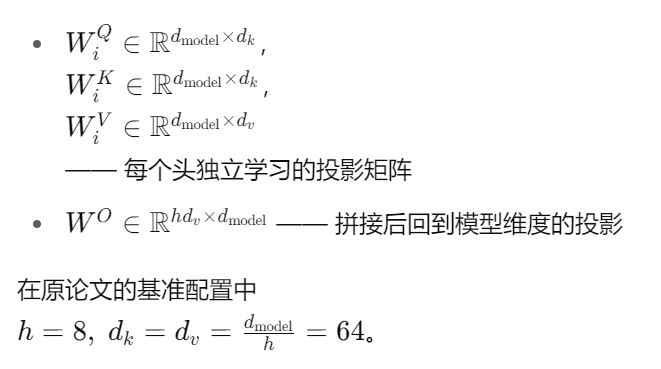 • $W_i^Q \in \mathbb{R}^{d_{\text{model}} \times d_k}$,
$W_i^K \in \mathbb{R}^{d_{\text{model}} \times d_k}$,
$W_i^V \in \mathbb{R}^{d_{\text{model}} \times d_v}$
—— 每个头独立学习的投影矩阵
• $W^O \in \mathbb{R}^{hd_v \times d_{\text{model}}}$ —— 拼接后回到模型维度的投影
在原论文的基准配置中
$h = 8,\ d_k = d_v = \frac{d_{\text{model}}}{h} = 64$。